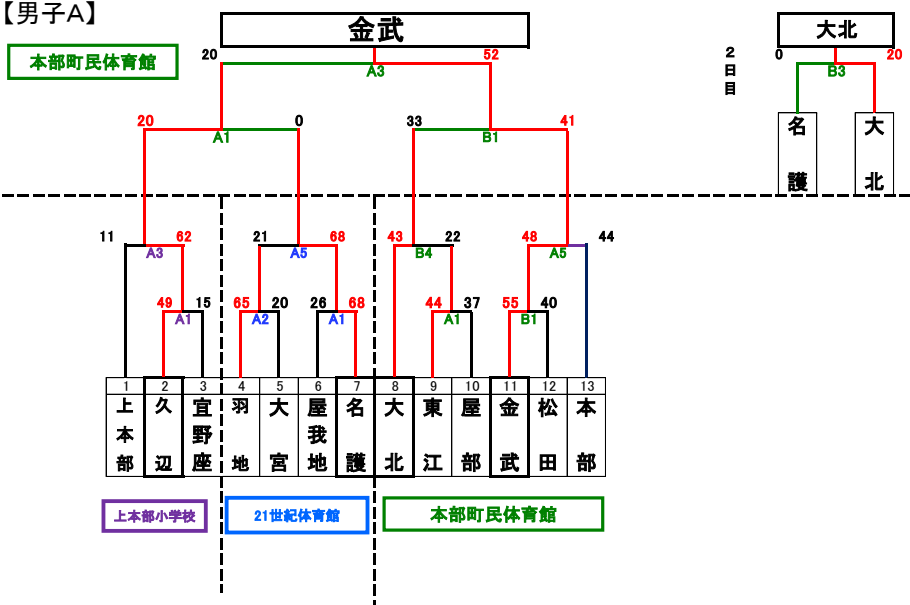 【男子A】
金武
大北
本部町民体育館
20 52
A3
2日目
0 20
B3
名護 大北
20 0
A1
33 41
B1
11 62
A3
21 68
A5
43 22
B4
48 44
A5
49 15
A1
65 20
A2
26 68
A1
44 37
A1
55 40
B1
1 2 3 4 5 6 7 8 9 10 11 12 13
上本部 久辺 宜野座 羽地 大宮 屋我地 名護 大北 東江 屋部 金武 松田 本部
上本部小学校 21世紀体育館 本部町民体育館